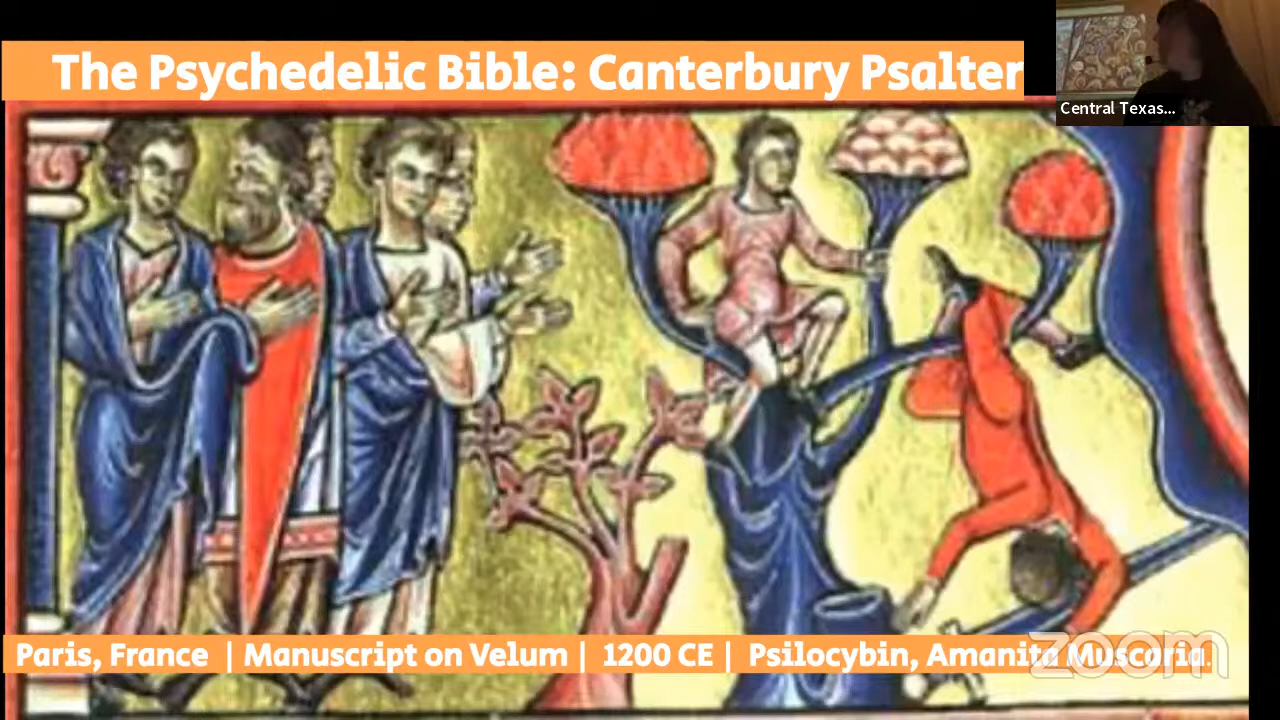 The Psychedelic Bible: Canterbury Psalter
Central Texas...
Paris, France | Manuscript on Velum | 1200 CE | Psilocybin, Amanita Muscaria.
zoom